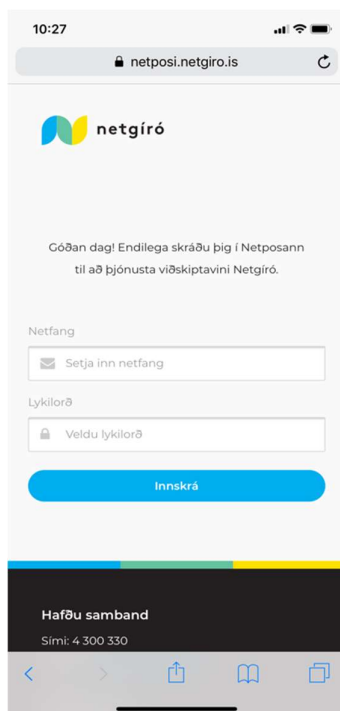 10:27
netposi.netgiro.is
netgíró
Góðan dag! Endilega skráðu þig í Netposann
til að þjónusta viðskiptavini Netgíró.
Netfang
Setja inn netfang
Lykilorð
Veldu lykilorð
Innskrá
Hafðu samband
Sími: 4 300 330